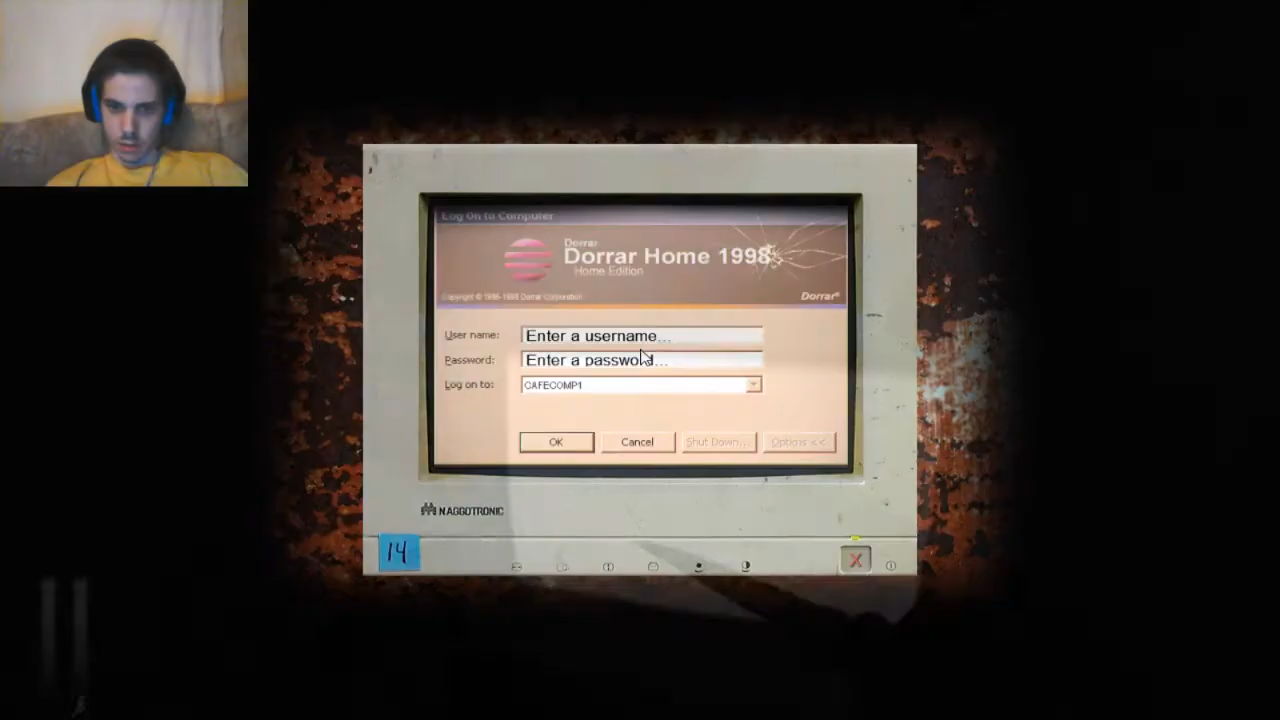 Log On to Computer
Dorrar
Dorrar Home 1998
Home Edition
Copyright © 1996-1998 Dorrar Corporation
Dorrar®
User name: Enter a username...
Password: Enter a password...
Log on to: CAFECOMP1
OK Cancel Shut Down... Options <<
NAGGOTRONIC
14
X